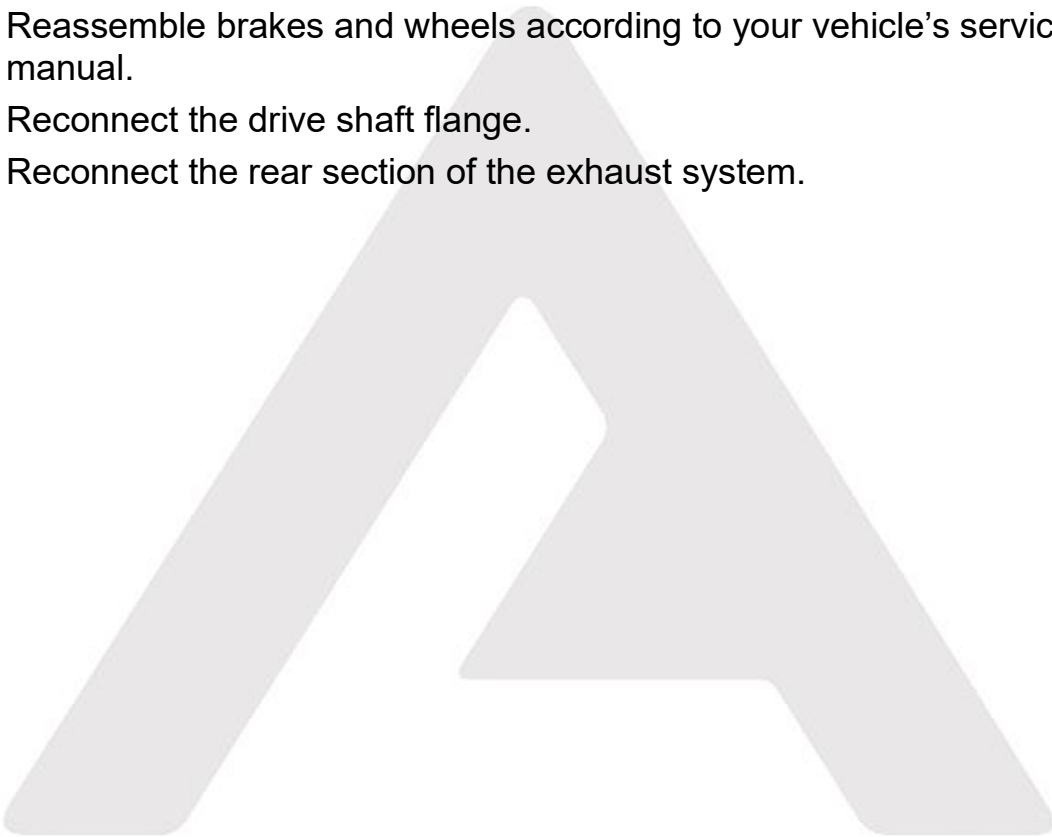 Reassemble brakes and wheels according to your vehicle’s servic
manual.
Reconnect the drive shaft flange.
Reconnect the rear section of the exhaust system.